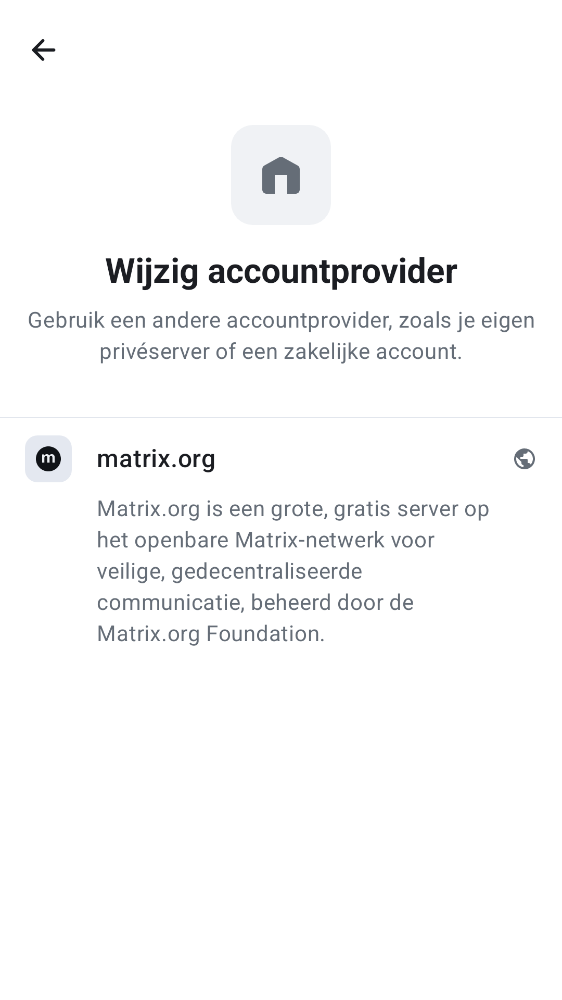 Wijzig accountprovider
Gebruik een andere accountprovider, zoals je eigen
privéserver of een zakelijke account.
m
matrix.org
Matrix.org is een grote, gratis server op
het openbare Matrix-netwerk voor
veilige, gedecentraliseerde
communicatie, beheerd door de
Matrix.org Foundation.